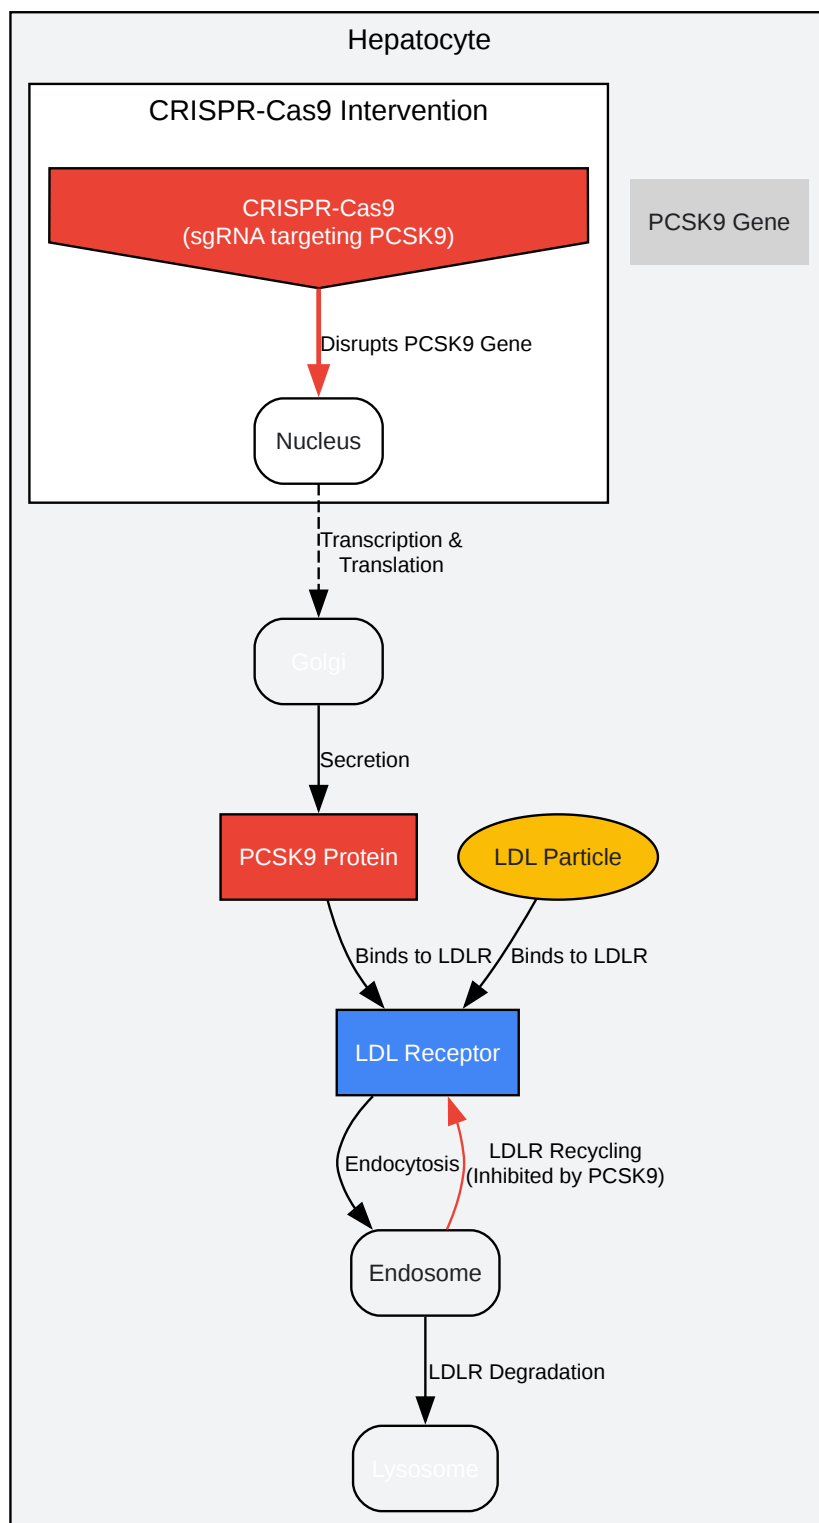 Hepatocyte
CRISPR-Cas9 Intervention
CRISPR-Cas9
(sgRNA targeting PCSK9)
PCSK9 Gene
Disrupts PCSK9 Gene
Nucleus
Transcription &
Translation
Golgi
Secretion
PCSK9 Protein
LDL Particle
Binds to LDLR
Binds to LDLR
LDL Receptor
Endocytosis
LDLR Recycling
(Inhibited by PCSK9)
Endosome
LDLR Degradation
Lysosome